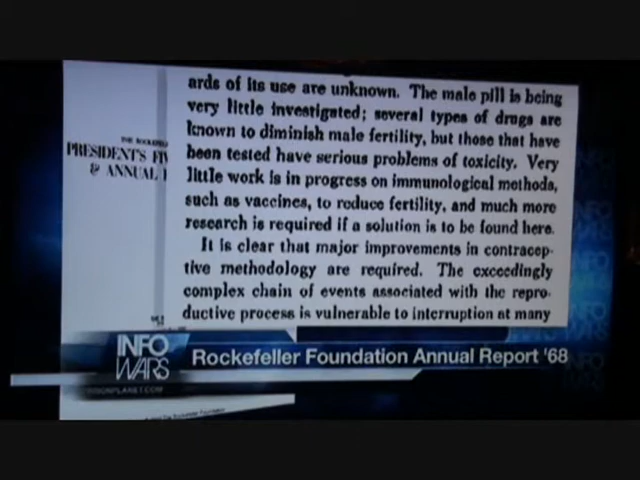 ards of its use are unknown. The male pill is being
very little investigated; several types of drugs are
known to diminish male fertility, but those that have
been tested have serious problems of toxicity. Very
little work is in progress on immunological methods,
such as vaccines, to reduce fertility, and much more
research is required if a solution is to be found here.
It is clear that major improvements in contracep-
tive methodology are required. The exceedingly
complex chain of events associated with the repro-
ductive process is vulnerable to interruption at many
THE ROCKEFELL
PRESIDENT'S FIV
& ANNUAL
INFO
WARS
Rockefeller Foundation Annual Report '68
INFO
WARS